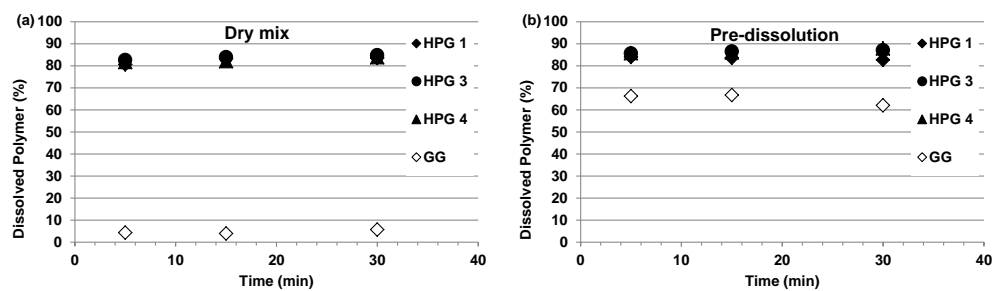 (a)
Dry mix
100
90
80
70
60
50
40
30
20
10
0
0 10 20 30 40
Dissolved Polymer (%)
Time (min)
HPG 1
HPG 3
HPG 4
GG
(b)
Pre-dissolution
100
90
80
70
60
50
40
30
20
10
0
0 10 20 30 40
Dissolved Polymer (%)
Time (min)
HPG 1
HPG 3
HPG 4
GG